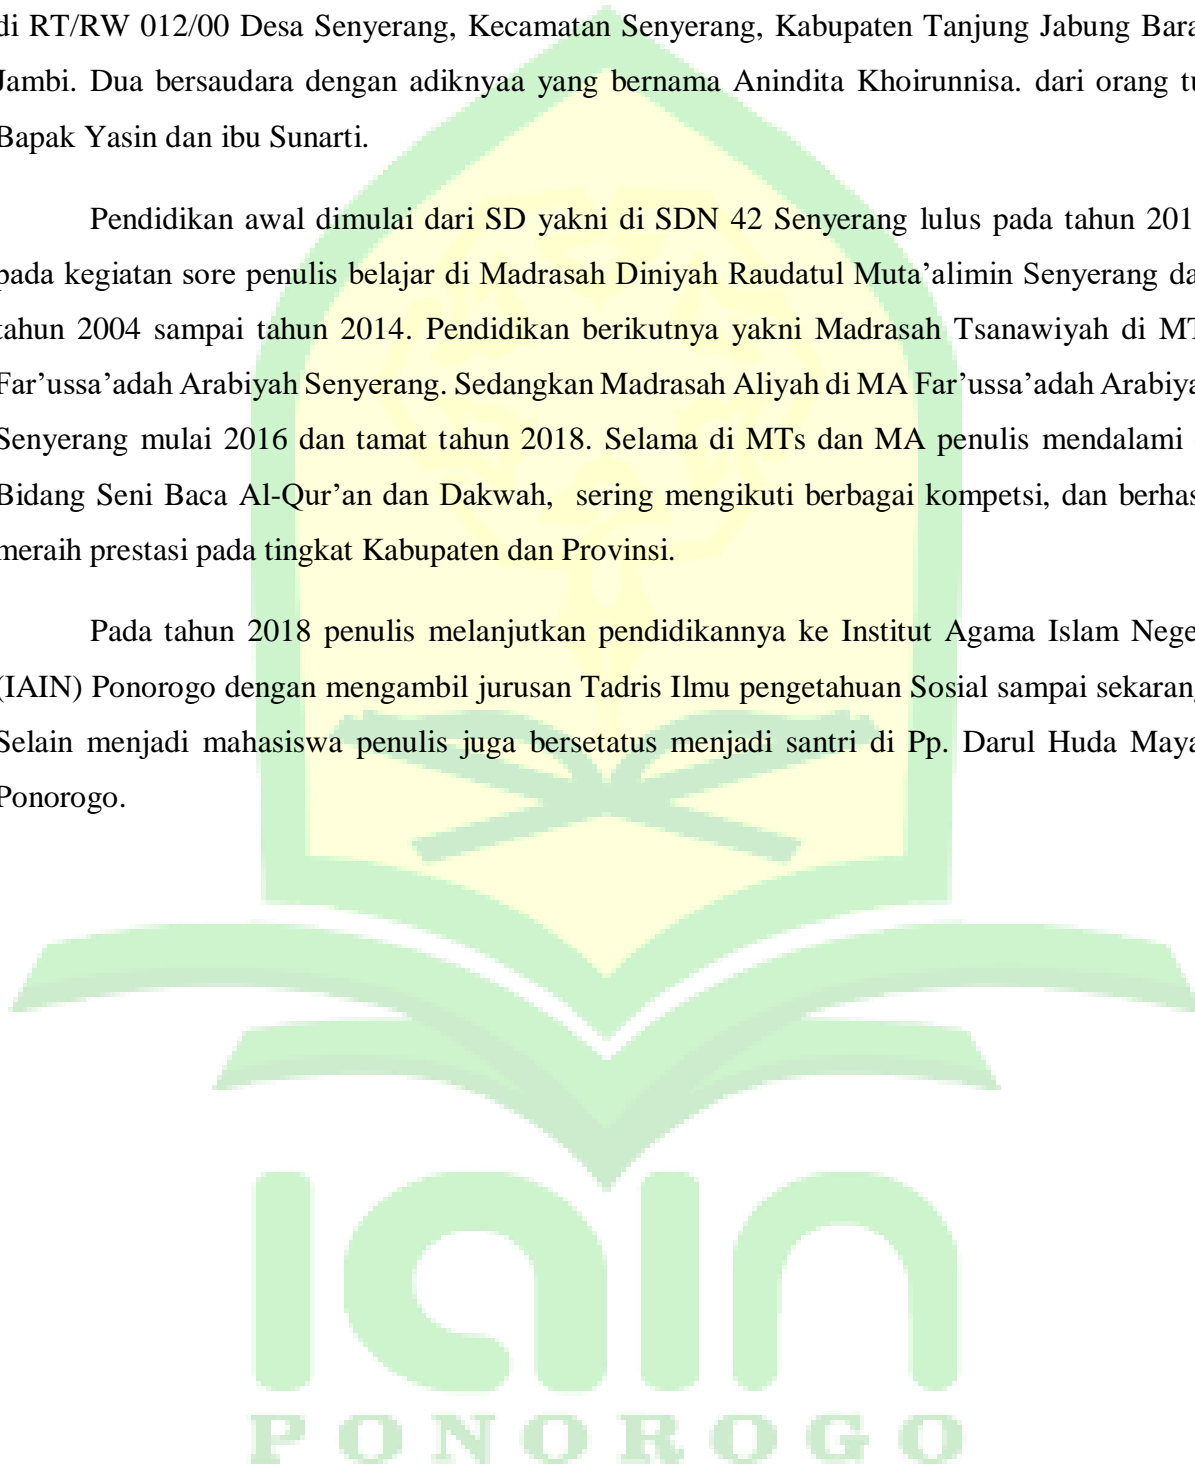 di RT/RW 012/00 Desa Senyerang, Kecamatan Senyerang, Kabupaten Tanjung Jabung Bara
Jambi. Dua bersaudara dengan adiknyaa yang bernama Anindita Khoirunnisa. dari orang tu
Bapak Yasin dan ibu Sunarti.
Pendidikan awal dimulai dari SD yakni di SDN 42 Senyerang lulus pada tahun 201
pada kegiatan sore penulis belajar di Madrasah Diniyah Raudatul Muta’alimin Senyerang da
tahun 2004 sampai tahun 2014. Pendidikan berikutnya yakni Madrasah Tsanawiyah di MT
Far’ussa’adah Arabiyah Senyerang. Sedangkan Madrasah Aliyah di MA Far’ussa’adah Arabiya
Senyerang mulai 2016 dan tamat tahun 2018. Selama di MTs dan MA penulis mendalami
Bidang Seni Baca Al-Qur’an dan Dakwah, sering mengikuti berbagai kompetsi, dan berhas
meraih prestasi pada tingkat Kabupaten dan Provinsi.
Pada tahun 2018 penulis melanjutkan pendidikannya ke Institut Agama Islam Nege
(IAIN) Ponorogo dengan mengambil jurusan Tadris Ilmu pengetahuan Sosial sampai sekarang
Selain menjadi mahasiswa penulis juga bersetatus menjadi santri di Pp. Darul Huda Maya
Ponorogo.
IAIN
PONOROGO